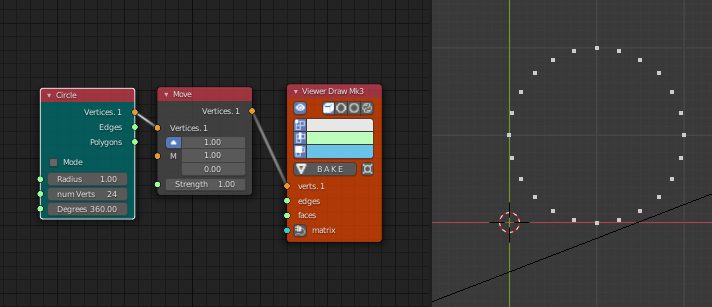 Circle
Vertices. 1
Edges
Polygons
Mode
Radius 1.00
num Verts 24
Degrees 360.00
Move
Vertices. 1
Vertices. 1
1.00
M 1.00
0.00
Strength 1.00
Viewer Draw Mk3
BAKE
verts. 1
edges
faces
matrix